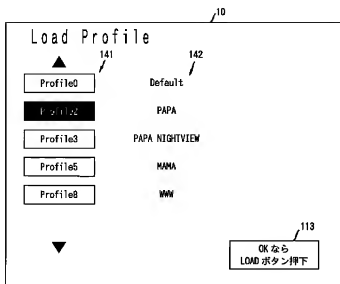 10
Load Profile
141
142
Profile0 Default
Profile2 PAPA
Profile3 PAPA NIGHTVIEW
Profile5 MAMA
Profile8 WWW
113
OKなら
LOADボタン押下